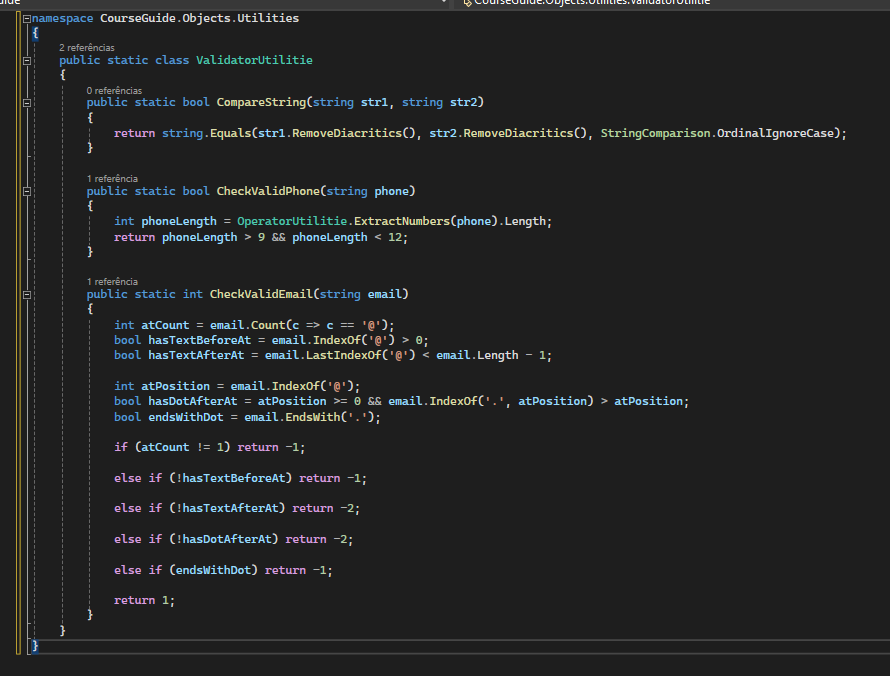 CourseGuide.Objects.Utilities.ValidatorUtilitie
namespace CourseGuide.Objects.Utilities
{
2 referências
public static class ValidatorUtilitie
{
0 referências
public static bool CompareString(string str1, string str2)
{
return string.Equals(str1.RemoveDiacritics(), str2.RemoveDiacritics(), StringComparison.OrdinalIgnoreCase);
}
1 referência
public static bool CheckValidPhone(string phone)
{
int phoneLength = OperatorUtilitie.ExtractNumbers(phone).Length;
return phoneLength > 9 && phoneLength < 12;
}
1 referência
public static int CheckValidEmail(string email)
{
int atCount = email.Count(c => c == '@');
bool hasTextBeforeAt = email.IndexOf('@') > 0;
bool hasTextAfterAt = email.LastIndexOf('@') < email.Length - 1;
int atPosition = email.IndexOf('@');
bool hasDotAfterAt = atPosition >= 0 && email.IndexOf('.', atPosition) > atPosition;
bool endsWithDot = email.EndsWith('.');
if (atCount != 1) return -1;
else if (!hasTextBeforeAt) return -1;
else if (!hasTextAfterAt) return -2;
else if (!hasDotAfterAt) return -2;
else if (endsWithDot) return -1;
return 1;
}
}
}